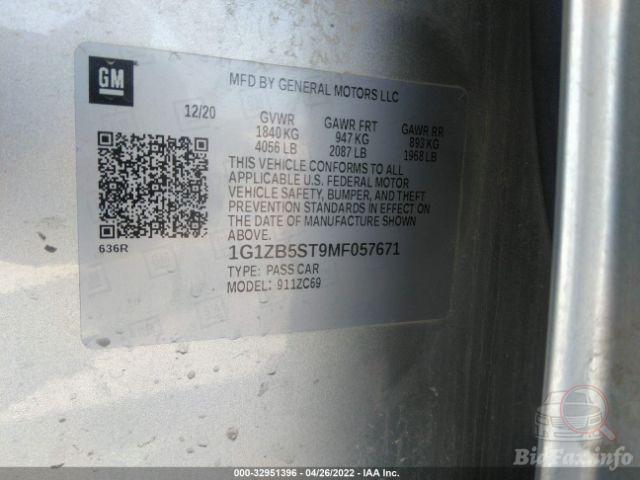 GM
MFD BY GENERAL MOTORS LLC
12/20 GVWR GAWR FRT GAWR RR
1840 KG 947 KG 893 KG
4056 LB 2087 LB 1968 LB
THIS VEHICLE CONFORMS TO ALL
APPLICABLE U.S. FEDERAL MOTOR
VEHICLE SAFETY, BUMPER, AND THEFT
PREVENTION STANDARDS IN EFFECT ON
THE DATE OF MANUFACTURE SHOWN
ABOVE.
636R
1G1ZB5ST9MF057671
TYPE: PASS CAR
MODEL: 911ZC69
BidFax.info
000-32951396 - 04/26/2022 - IAA Inc.